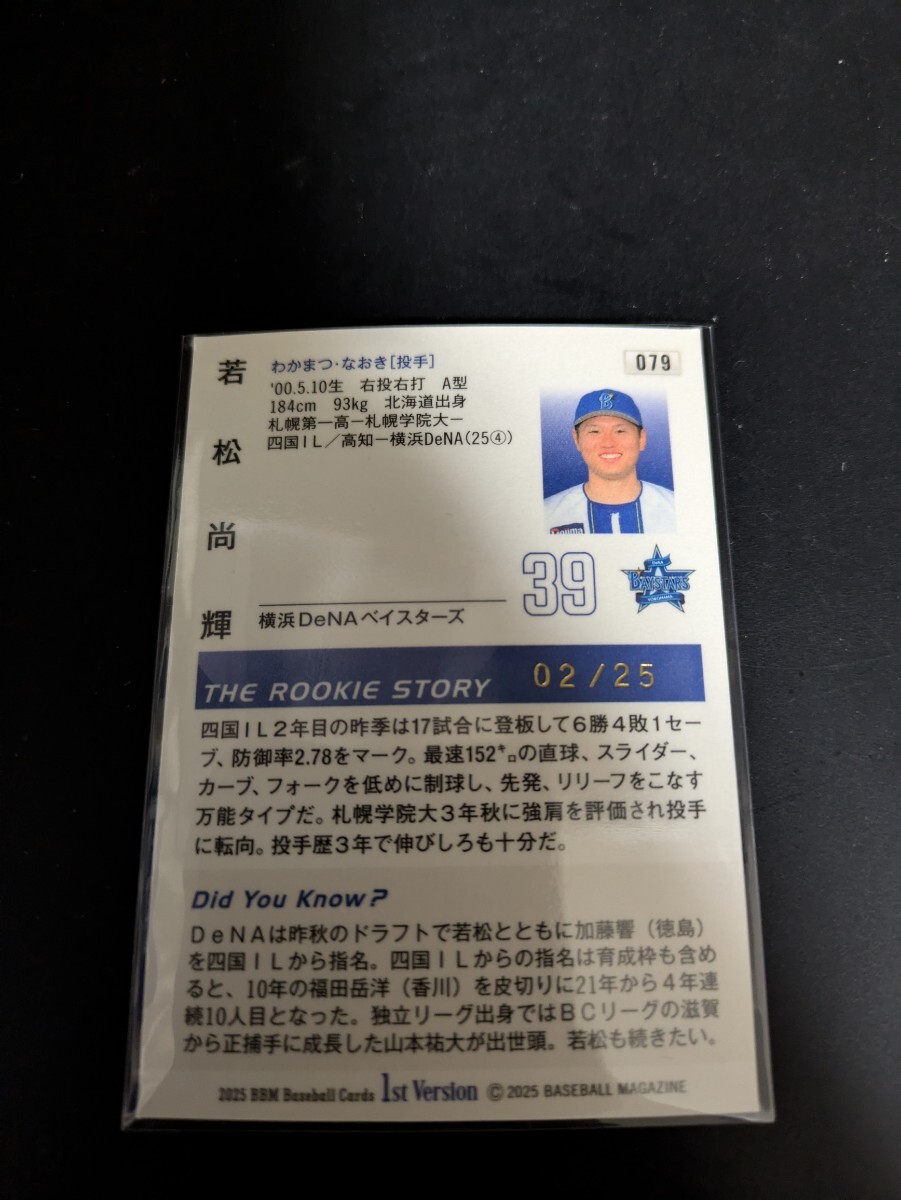 若松尚輝
わかまつ・なおき[投手]
'00.5.10生 右投右打 A型
184cm 93kg 北海道出身
札幌第一高ー札幌学院大ー
四国IL/高知ー横浜DeNA(25④)
079
39
DeNA
BAYSTARS
YOKOHAMA
横浜DeNAベイスターズ
THE ROOKIE STORY 02/25
四国IL2年目の昨季は17試合に登板して6勝4敗1セー
ブ、防御率2.78をマーク。最速152㌔の直球、スライダー、
カーブ、フォークを低めに制球し、先発、リリーフをこなす
万能タイプだ。札幌学院大3年秋に強肩を評価され投手
に転向。投手歴3年で伸びしろも十分だ。
Did You Know?
DeNAは昨秋のドラフトで若松とともに加藤響(徳島)
を四国ILから指名。四国ILからの指名は育成枠も含め
ると、10年の福田岳洋(香川)を皮切りに21年から4年連
続10人目となった。独立リーグ出身ではBCリーグの滋賀
から正捕手に成長した山本祐大が出世頭。若松も続きたい。
2025 BBM Baseball Cards 1st Version ©2025 BASEBALL MAGAZINE